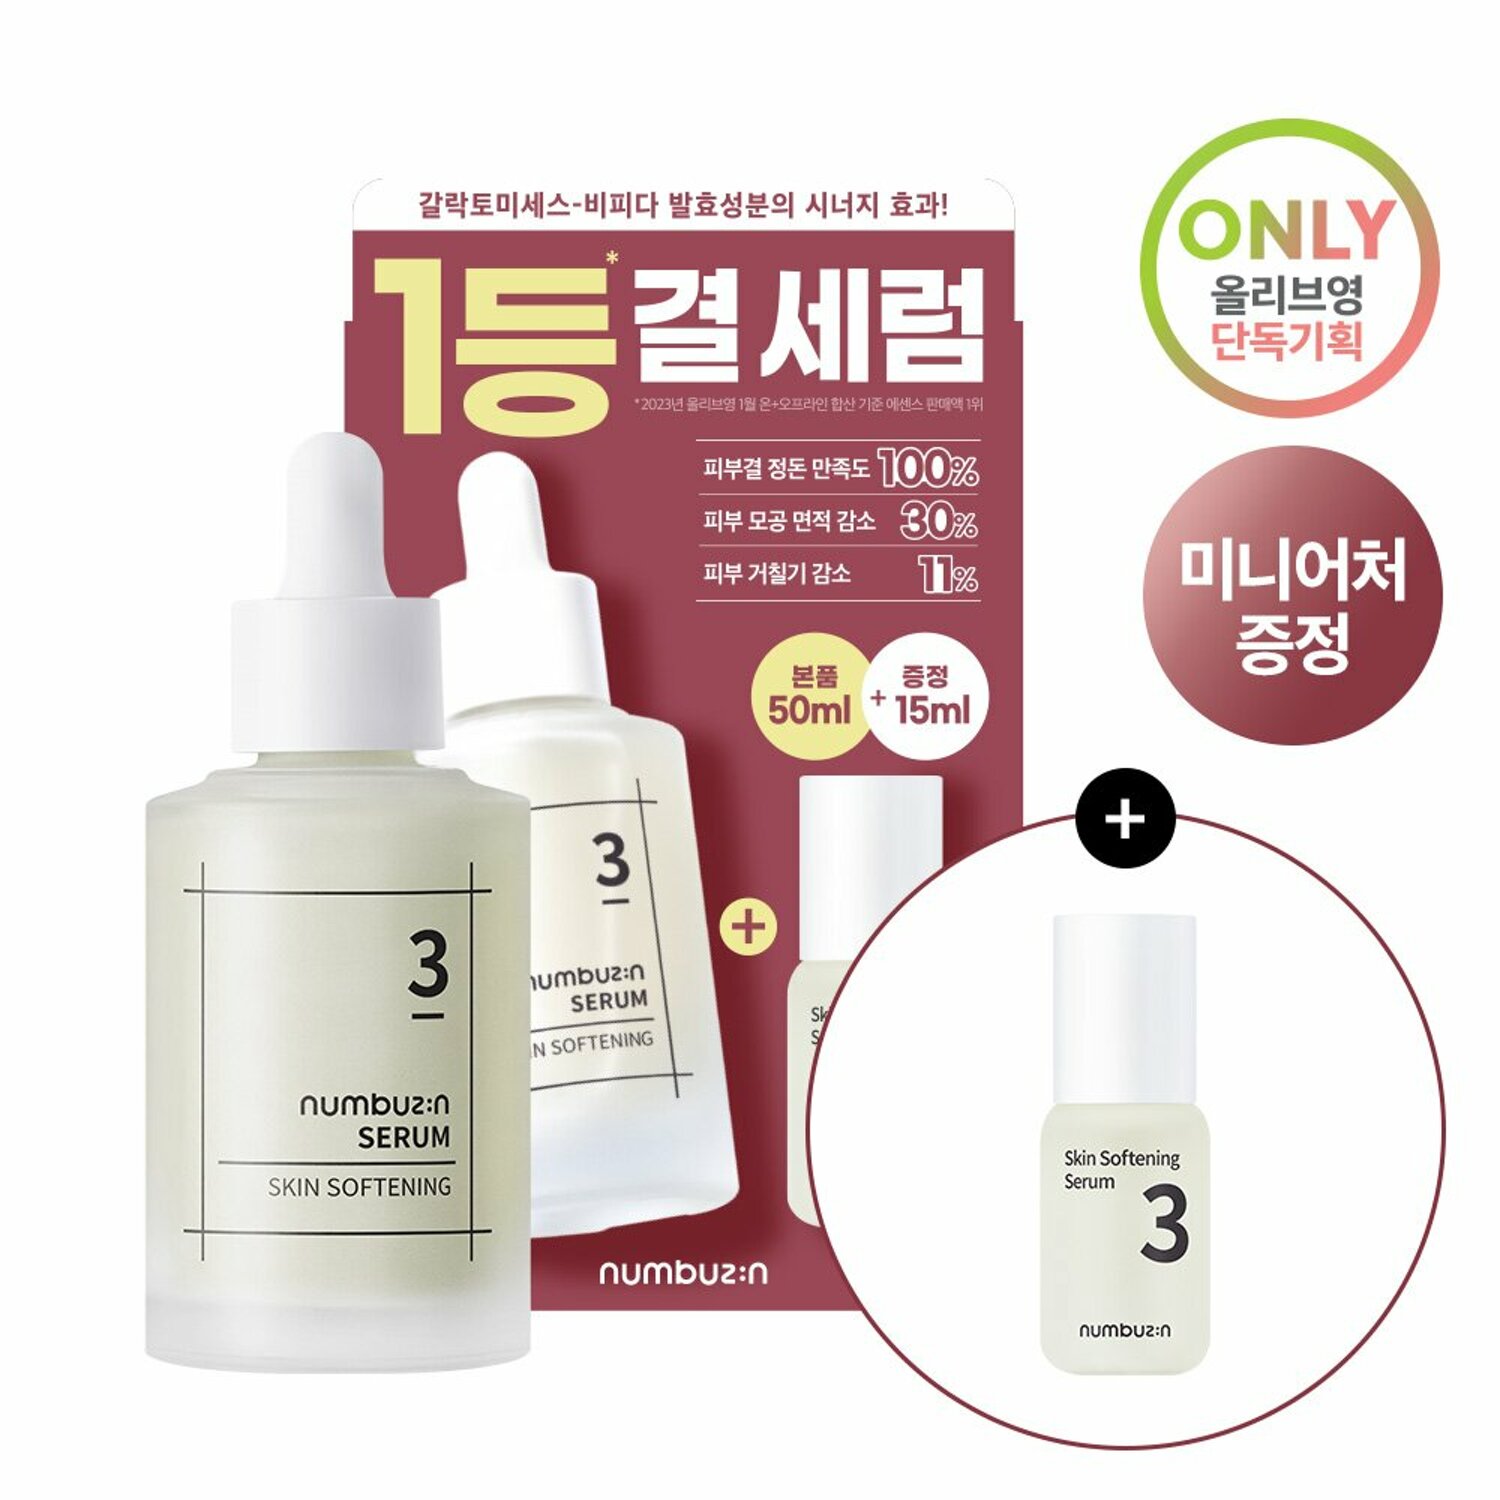 갈락토미세스-비피다 발효성분의 시너지 효과!
1등*결 세럼
*2023년 올리브영 1월 온+오프라인 합산 기준 에센스 판매액 1위
피부결 정돈 만족도 100%
피부 모공 면적 감소 30%
피부 거칠기 감소 11%
본품
50ml
+
증정
15ml
3
numbuz:n
SERUM
SKIN SOFTENING
+
numbuz:n
ONLY
올리브영
단독기획
미니어처
증정
3
numbuz:n
SERUM
SKIN SOFTENING
+
Skin Softening
Serum
3
numbuz:n